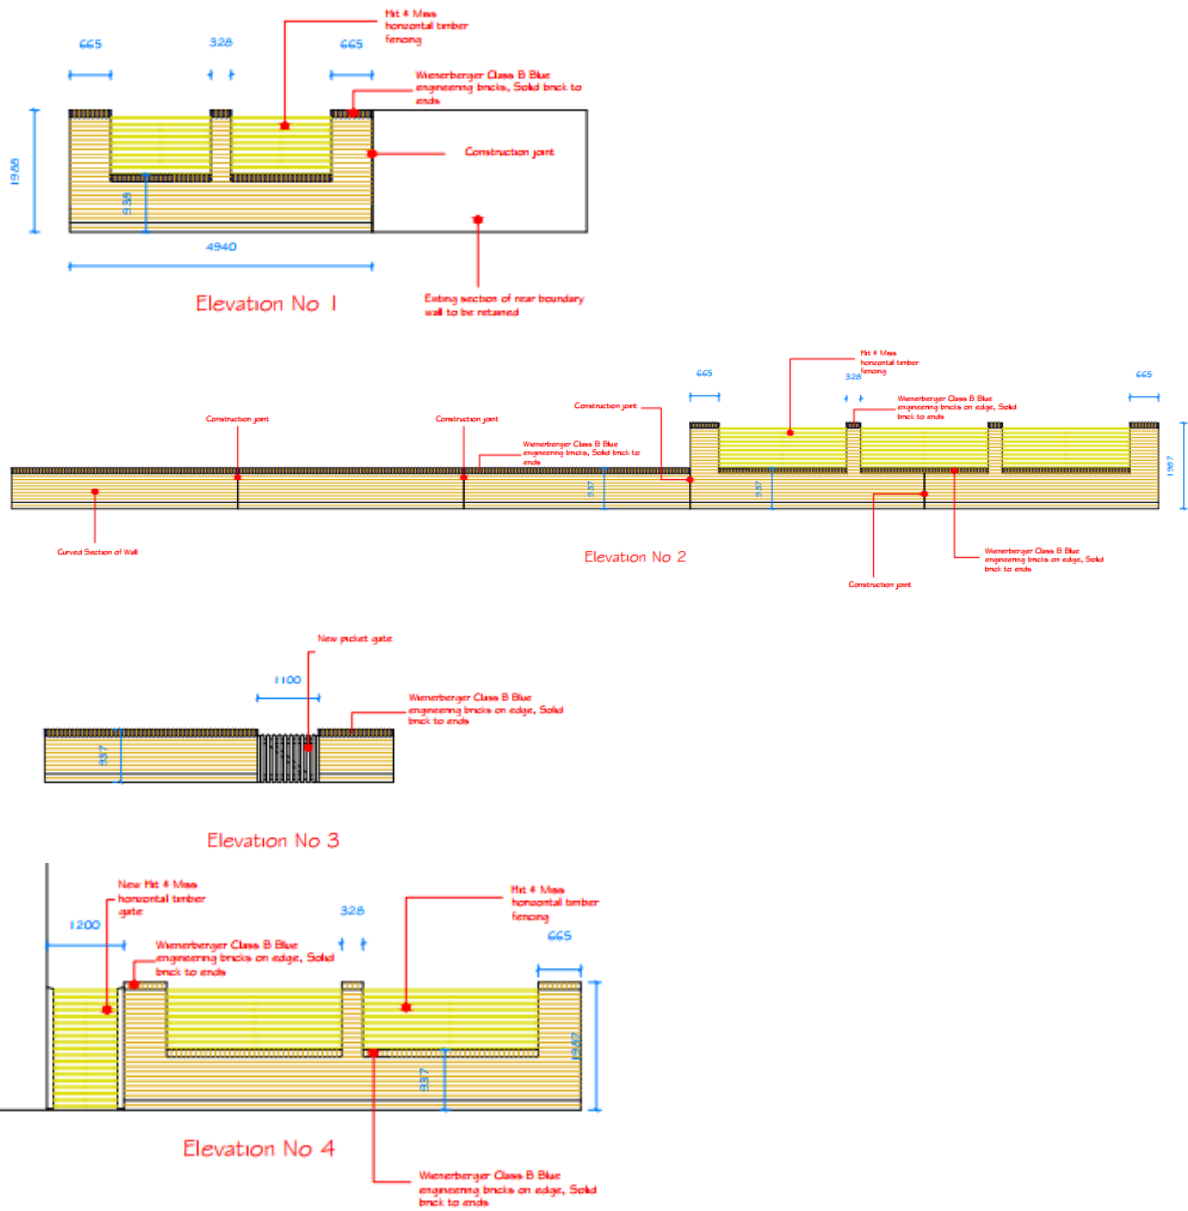 Hit & Miss
horizontal timber
fencing
665
328
665
Wienerberger Class B Blue
engineering bricks, Solid brick to
ends
Construction joint
1988
938
4940
Elevation No 1
Exiting section of rear boundary
wall to be retained
Hit & Miss
horizontal timber
fencing
665
328
665
Construction joint
Wienerberger Class B Blue
engineering bricks on edge, Solid
brick to ends
Construction joint
Construction joint
Wienerberger Class B Blue
engineering bricks, Solid brick to
ends
937
937
1987
Curved Section of Wall
Elevation No 2
Wienerberger Class B Blue
engineering bricks on edge, Solid
brick to ends
Construction joint
New picket gate
1100
Wienerberger Class B Blue
engineering bricks on edge, Solid
brick to ends
937
Elevation No 3
New Hit & Miss
horizontal timber
gate
Hit & Miss
horizontal timber
fencing
1200
328
665
Wienerberger Class B Blue
engineering bricks on edge, Solid
brick to ends
1987
937
Elevation No 4
Wienerberger Class B Blue
engineering bricks on edge, Solid
brick to ends